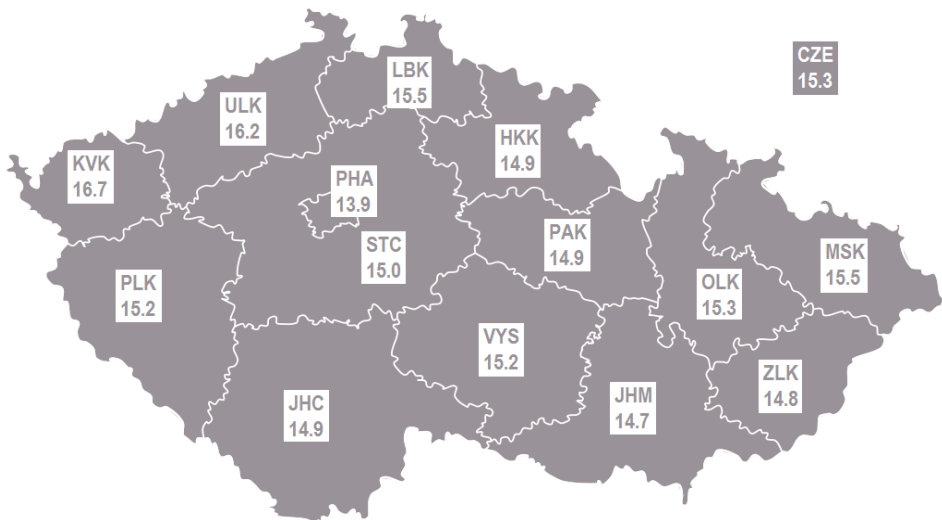 CZE
15.3
LBK
15.5
ULK
16.2
HKK
14.9
KVK
16.7
PHA
13.9
STC
15.0
PAK
14.9
MSK
15.5
PLK
15.2
OLK
15.3
VYS
15.2
ZLK
14.8
JHC
14.9
JHM
14.7